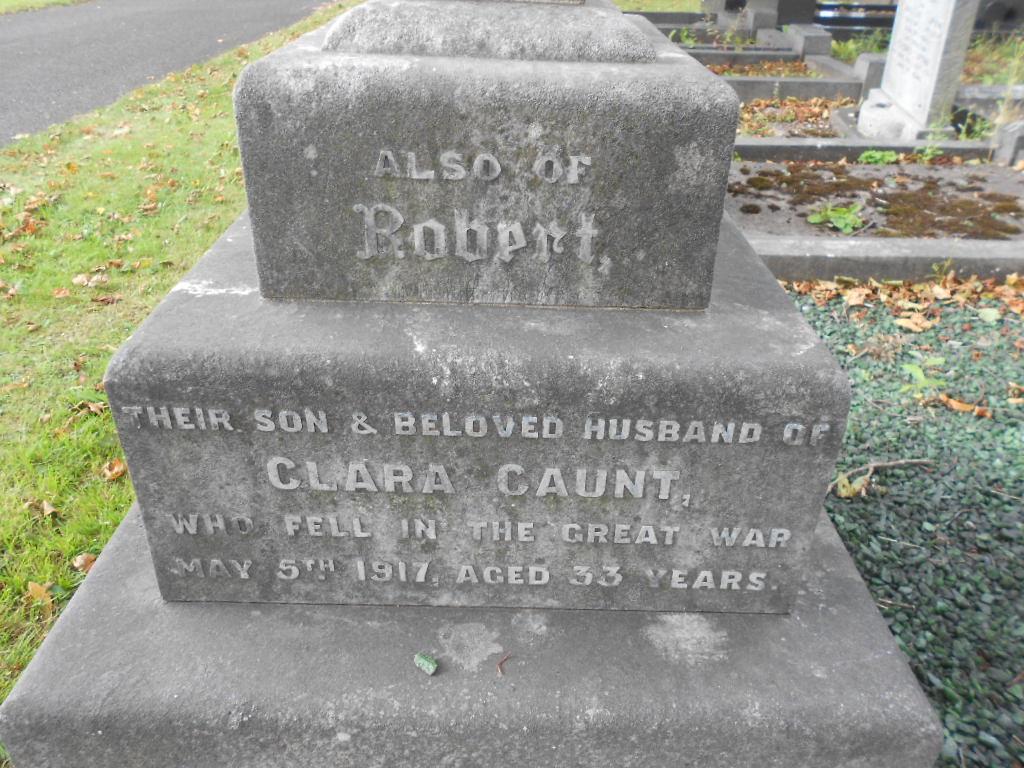 ALSO OF
Robert,
THEIR SON & BELOVED HUSBAND OF
CLARA CAUNT,
WHO FELL IN THE GREAT WAR
MAY 5TH 1917, AGED 33 YEARS.